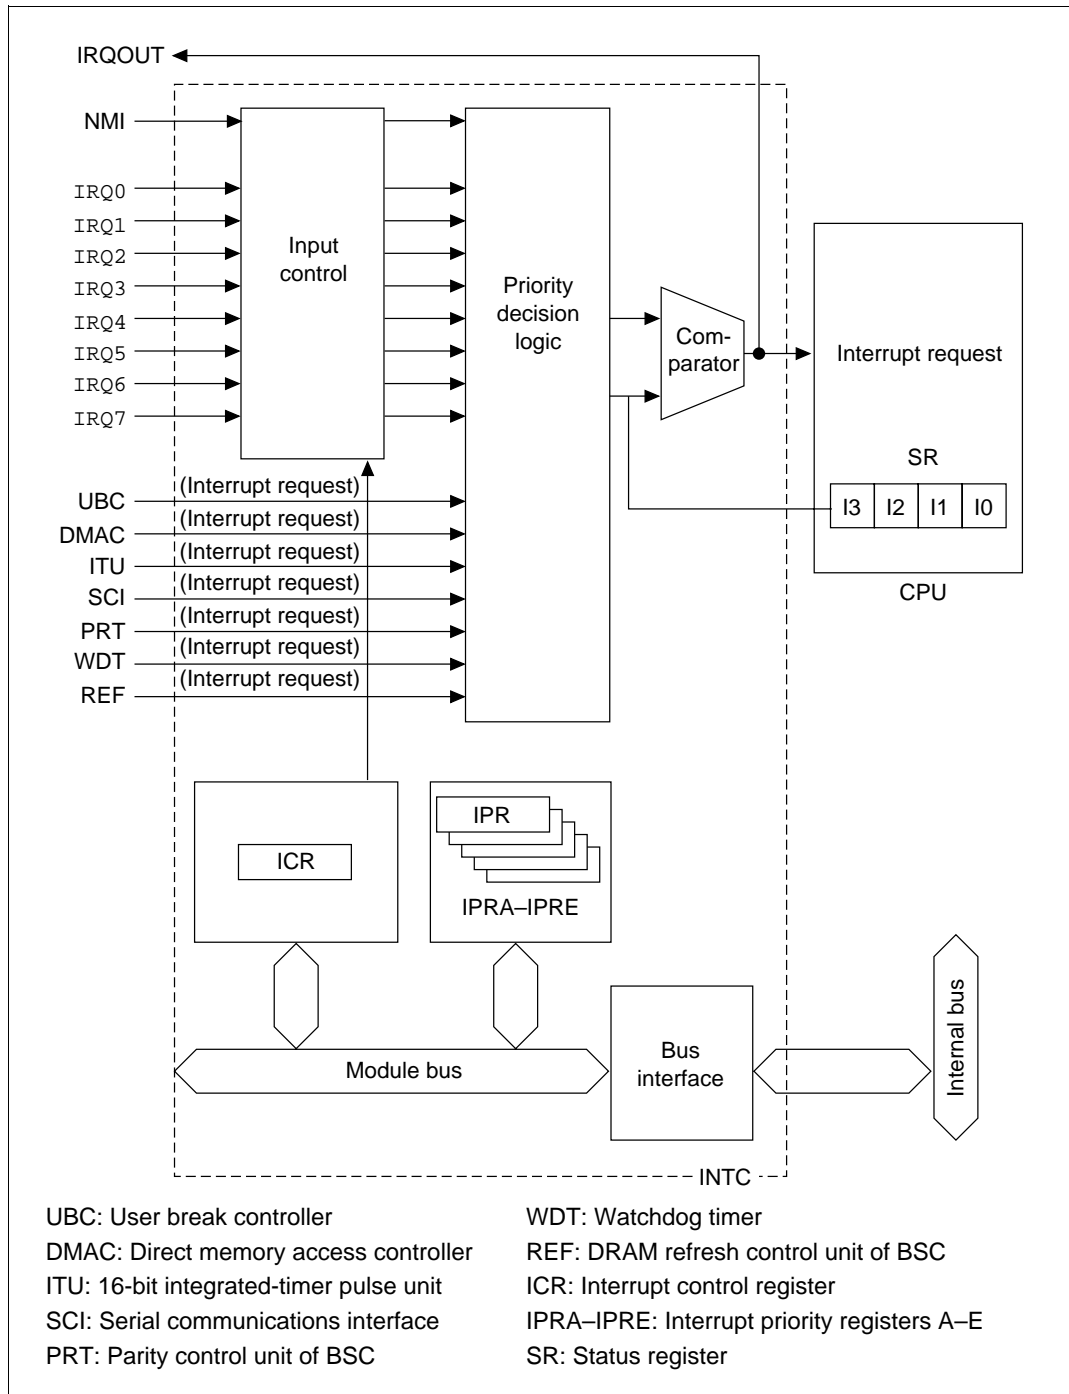 IRQOUT
NMI
IRQ0
IRQ1
IRQ2
IRQ3
IRQ4
IRQ5
IRQ6
IRQ7
Input
control
Priority
decision
logic
Com-
parator
Interrupt request
SR
I3 I2 I1 I0
CPU
UBC (Interrupt request)
DMAC (Interrupt request)
ITU (Interrupt request)
SCI (Interrupt request)
PRT (Interrupt request)
WDT (Interrupt request)
REF (Interrupt request)
ICR
IPR
IPRA–IPRE
Module bus
Bus
interface
Internal bus
INTC
UBC: User break controller
DMAC: Direct memory access controller
ITU: 16-bit integrated-timer pulse unit
SCI: Serial communications interface
PRT: Parity control unit of BSC
WDT: Watchdog timer
REF: DRAM refresh control unit of BSC
ICR: Interrupt control register
IPRA–IPRE: Interrupt priority registers A–E
SR: Status register